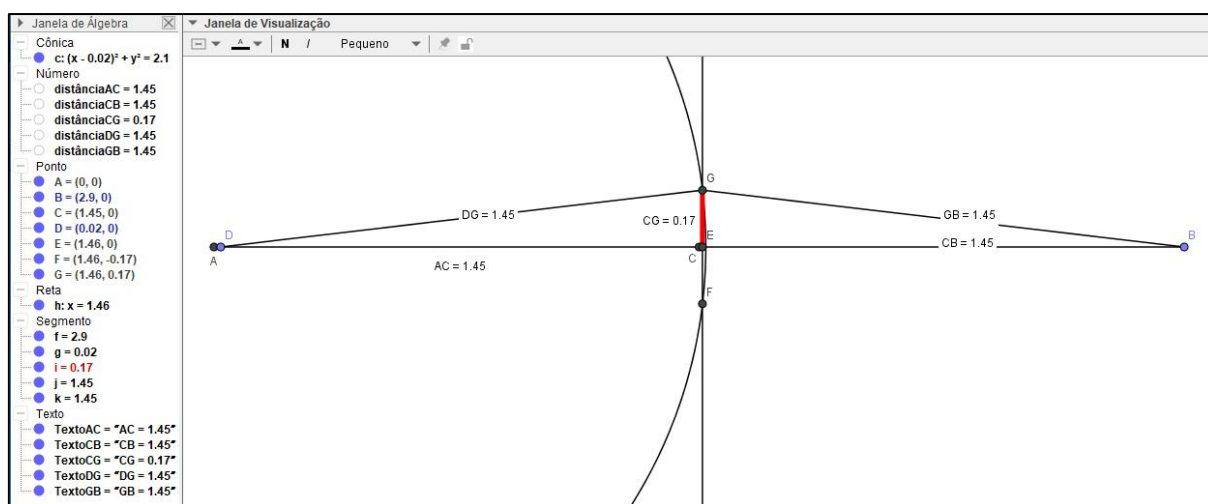 Janela de Álgebra
Cônica
c: (x - 0.02)² + y² = 2.1
Número
distânciaAC = 1.45
distânciaCB = 1.45
distânciaCG = 0.17
distânciaDG = 1.45
distânciaGB = 1.45
Ponto
A = (0, 0)
B = (2.9, 0)
C = (1.45, 0)
D = (0.02, 0)
E = (1.46, 0)
F = (1.46, -0.17)
G = (1.46, 0.17)
Reta
h: x = 1.46
Segmento
f = 2.9
g = 0.02
i = 0.17
j = 1.45
k = 1.45
Texto
TextoAC = "AC = 1.45"
TextoCB = "CB = 1.45"
TextoCG = "CG = 0.17"
TextoDG = "DG = 1.45"
TextoGB = "GB = 1.45"
Janela de Visualização
A N I Pequeno
G
DG = 1.45
CG = 0.17
GB = 1.45
D
E
CB = 1.45
B
A
AC = 1.45
C
F